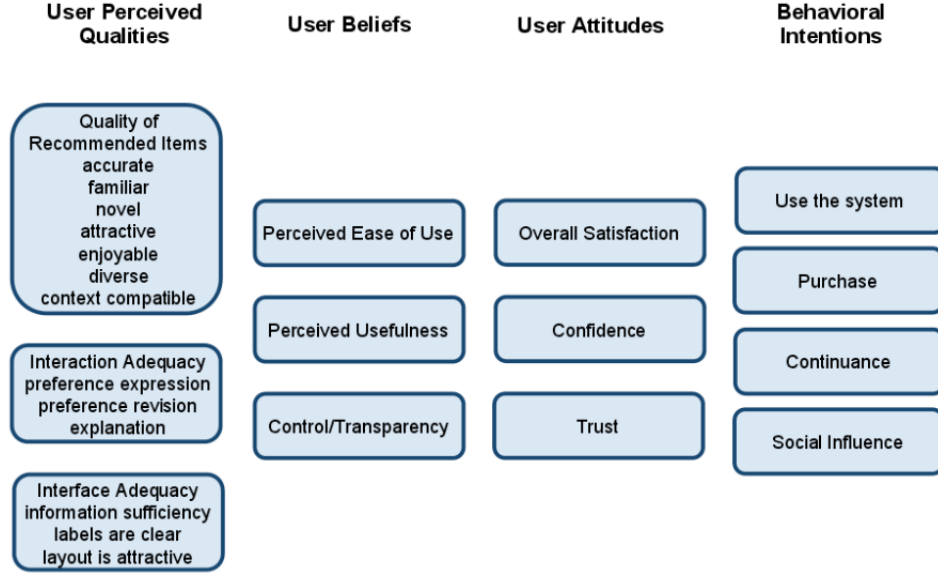 User Perceived
Qualities
User Beliefs
User Attitudes
Behavioral
Intentions
Quality of
Recommended Items
accurate
familiar
novel
attractive
enjoyable
diverse
context compatible
Interaction Adequacy
preference expression
preference revision
explanation
Interface Adequacy
information sufficiency
labels are clear
layout is attractive
Perceived Ease of Use
Perceived Usefulness
Control/Transparency
Overall Satisfaction
Confidence
Trust
Use the system
Purchase
Continuance
Social Influence